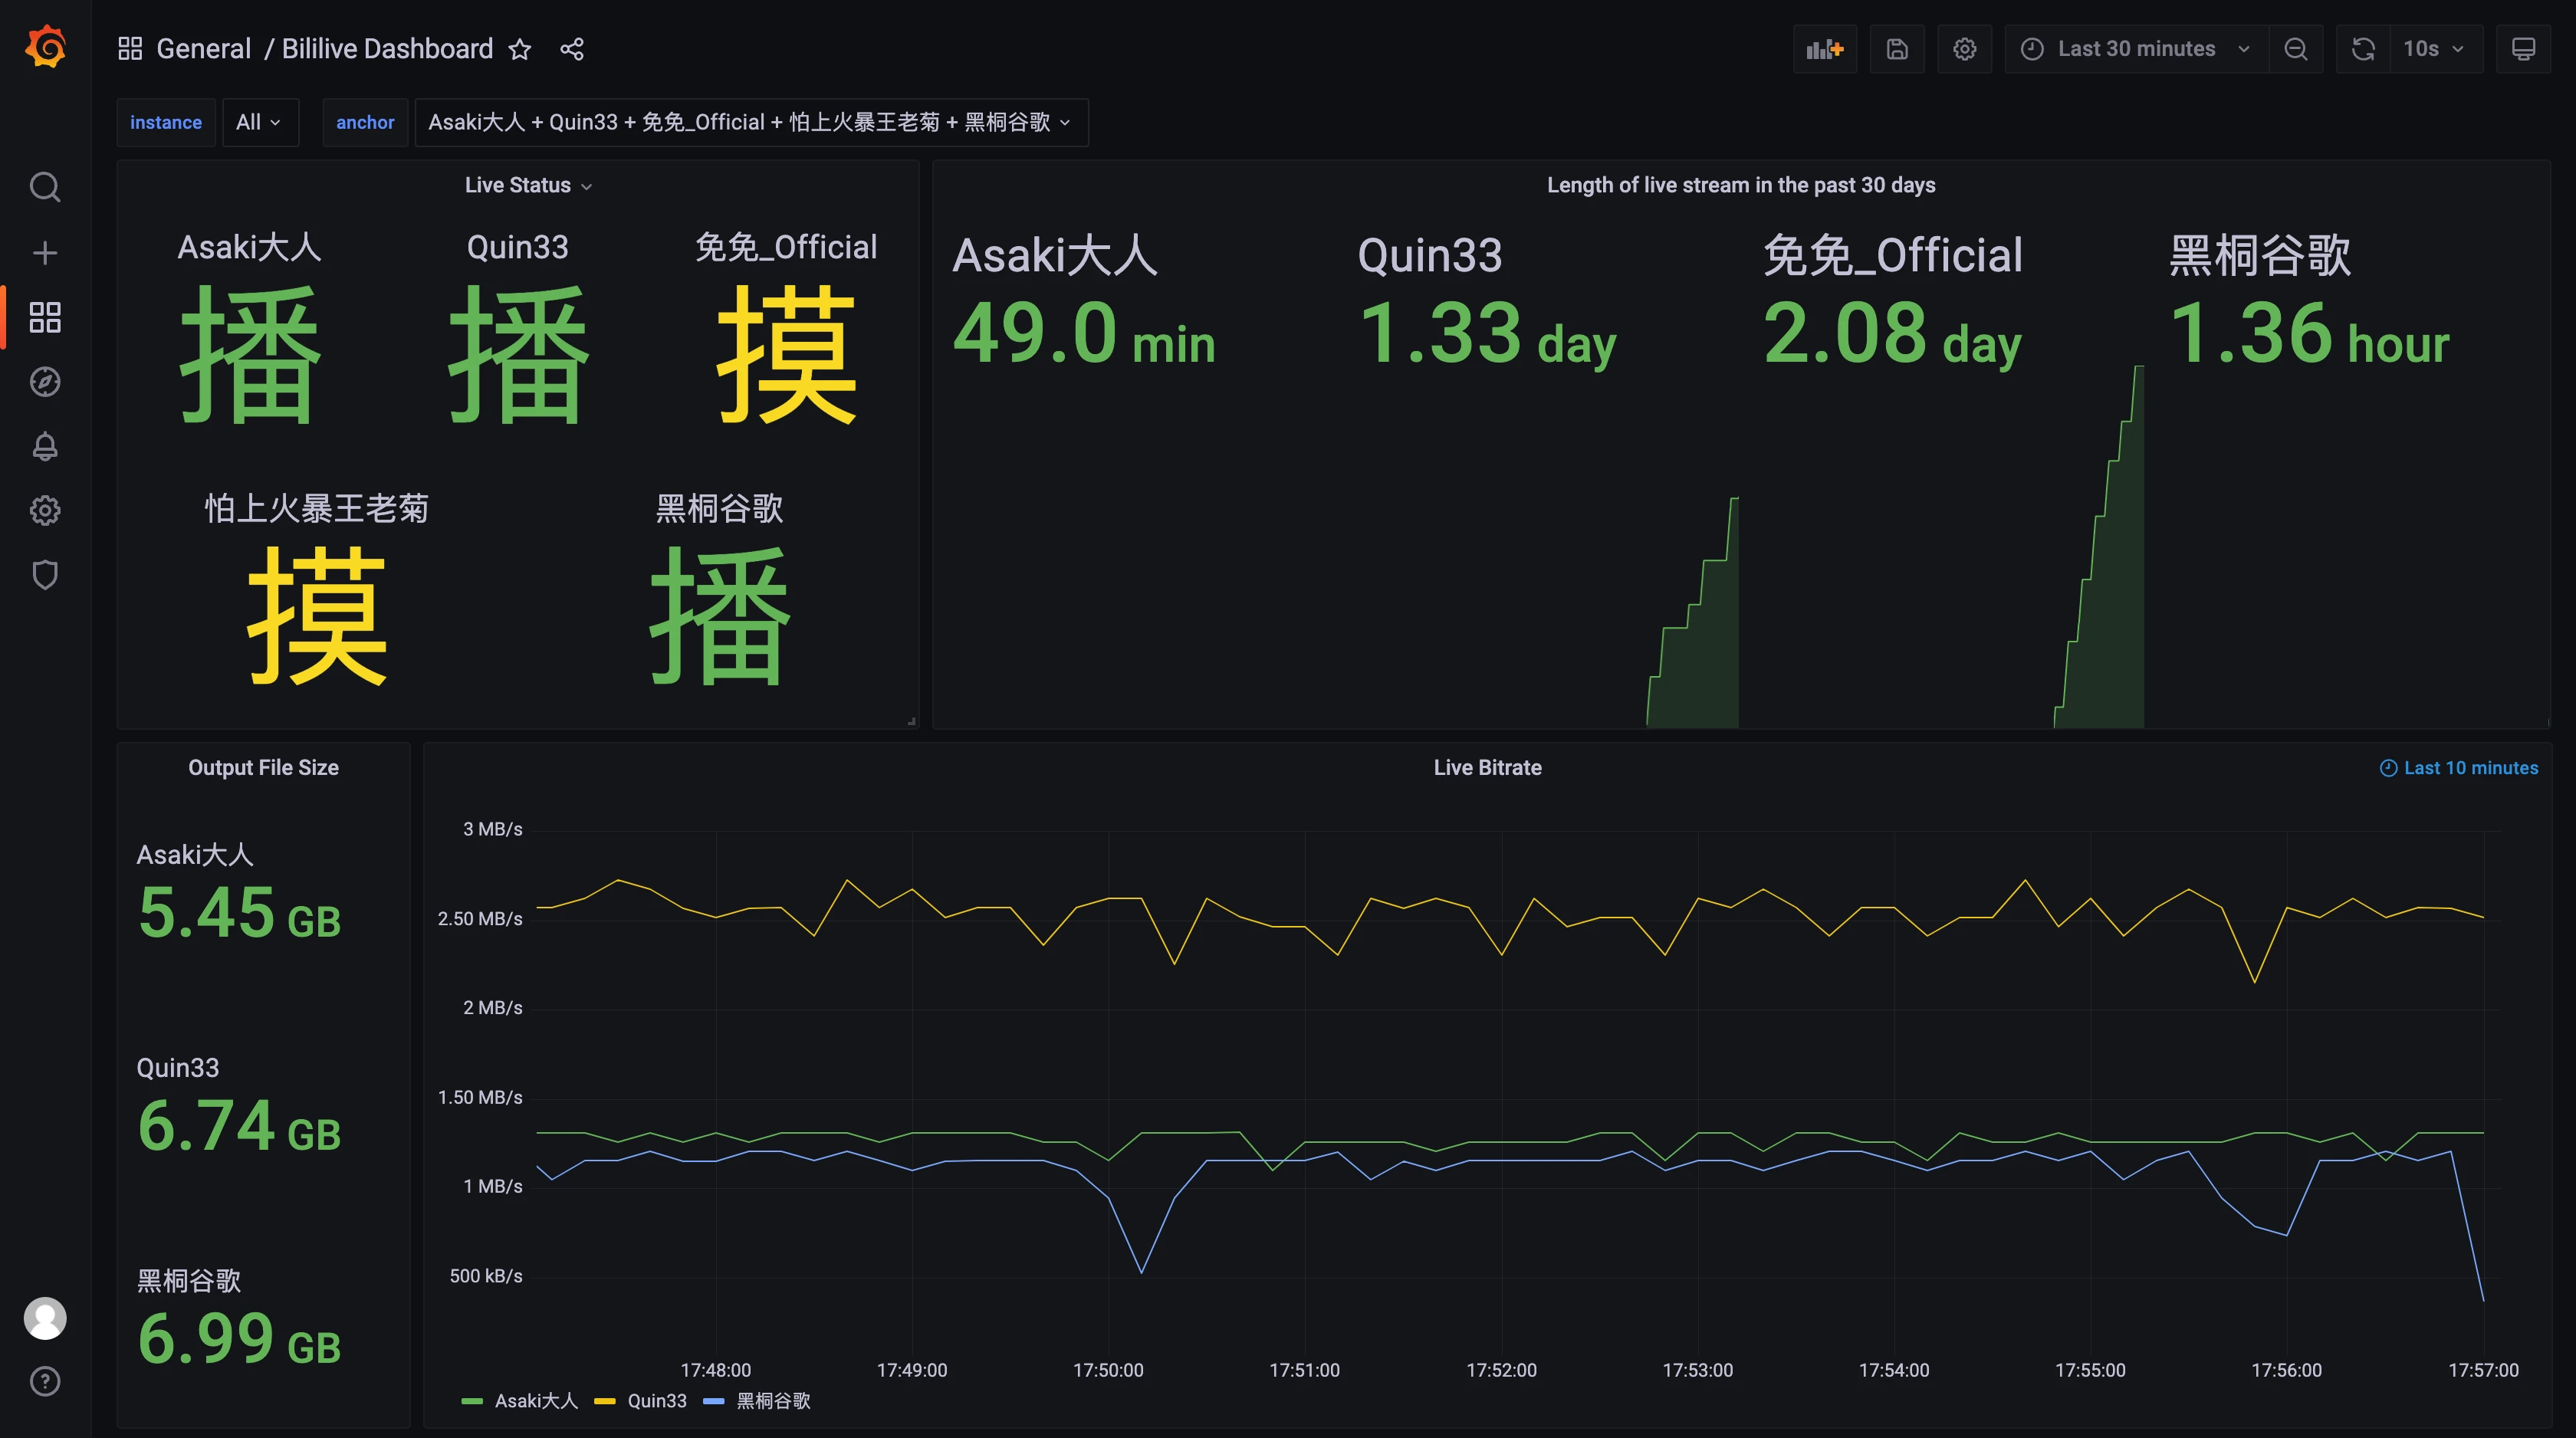 General / Bililive Dashboard
Last 30 minutes
10s
instance
All
anchor
Asaki大人 + Quin33 + 免免_Official + 怕上火暴王老菊 + 黑桐谷歌
Live Status
Asaki大人
播
Quin33
播
免免_Official
摸
怕上火暴王老菊
摸
黑桐谷歌
播
Length of live stream in the past 30 days
Asaki大人
49.0 min
Quin33
1.33 day
免免_Official
2.08 day
黑桐谷歌
1.36 hour
Output File Size
Asaki大人
5.45 GB
Quin33
6.74 GB
黑桐谷歌
6.99 GB
Live Bitrate
Last 10 minutes
3 MB/s
2.50 MB/s
2 MB/s
1.50 MB/s
1 MB/s
500 kB/s
17:48:00 17:49:00 17:50:00 17:51:00 17:52:00 17:53:00 17:54:00 17:55:00 17:56:00 17:57:00
Asaki大人 Quin33 黑桐谷歌